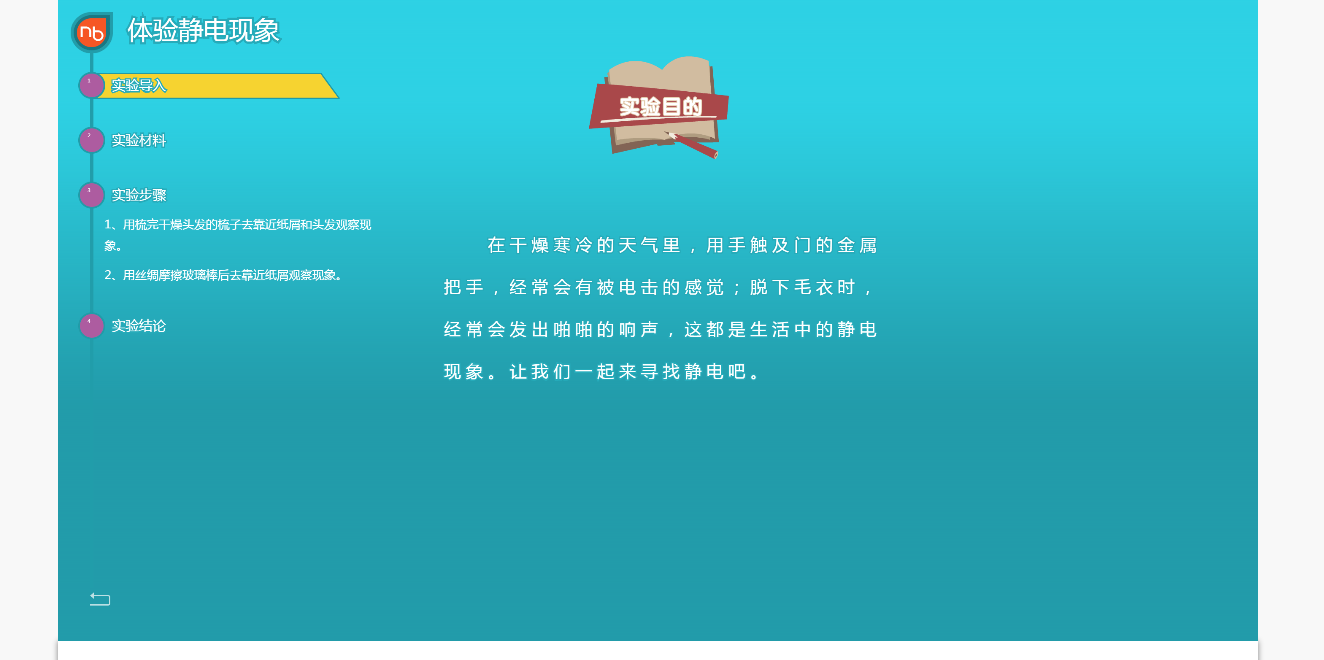 nb
体验静电现象
1
实验导入
2
实验材料
3
实验步骤
1、用梳完干燥头发的梳子去靠近纸屑和头发观察现
象。
2、用丝绸摩擦玻璃棒后去靠近纸屑观察现象。
4
实验结论
实验目的
在干燥寒冷的天气里，用手触及门的金属
把手，经常会有被电击的感觉；脱下毛衣时，
经常会发出啪啪的响声，这都是生活中的静电
现象。让我们一起来寻找静电吧。